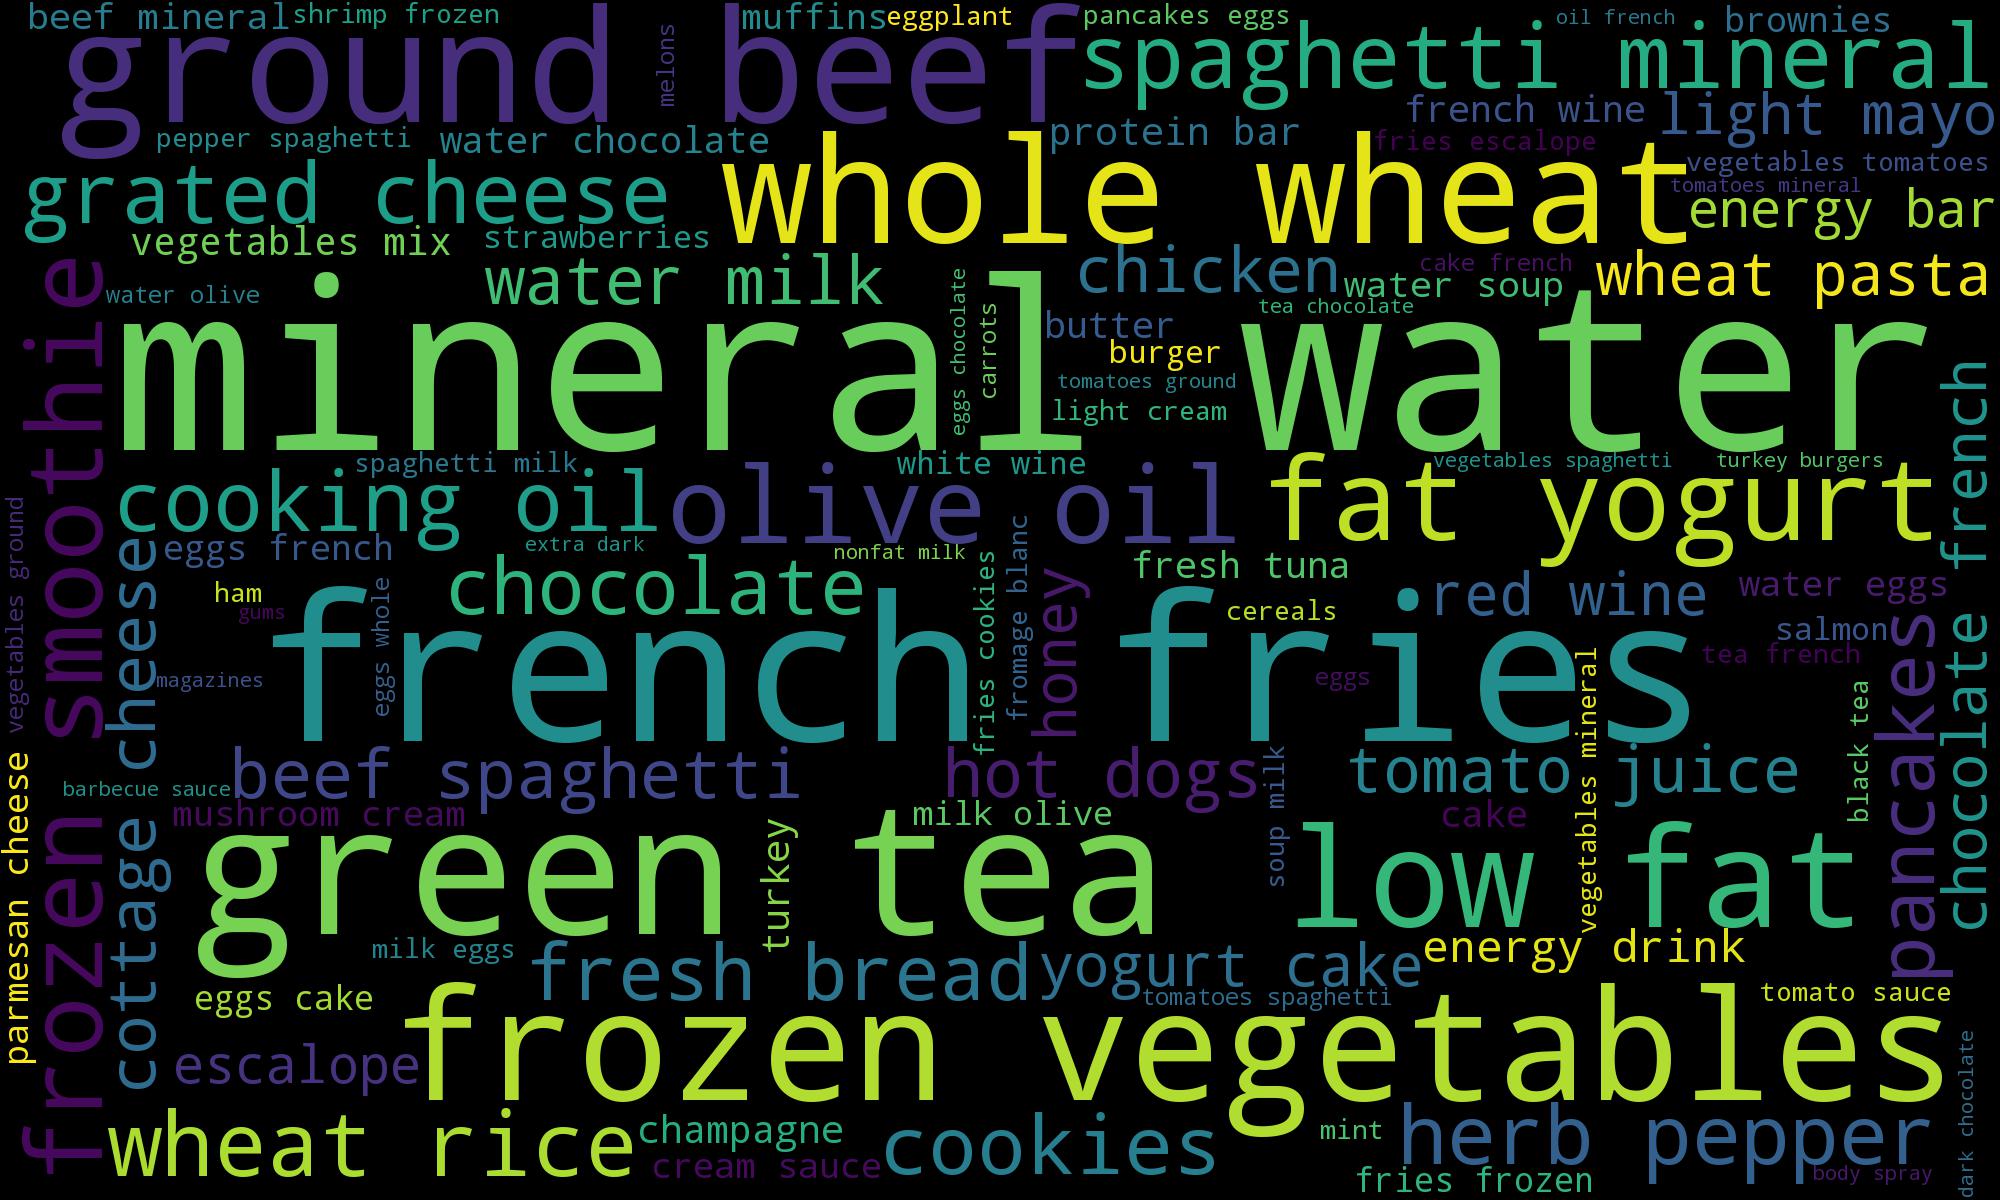 beef mineral
shrimp frozen
muffins
eggplant
pancakes eggs
oil french
brownies
ground beef
melons
spaghetti mineral
french wine
light mayo
pepper spaghetti
water chocolate
protein bar
fries escalope
vegetables tomatoes
tomatoes mineral
grated cheese
whole wheat
energy bar
vegetables mix
strawberries
water milk
chicken
cake french
water soup
wheat pasta
water olive
tea chocolate
mineral water
eggs chocolate
carrots
butter
burger
tomatoes ground
light cream
frozen smoothie
chocolate french
spaghetti milk
white wine
vegetables spaghetti
turkey burgers
cooking oil
olive oil
fat yogurt
vegetables ground
cottage cheese
eggs french
extra dark
nonfat milk
fresh tuna
chocolate
ham
gums
eggs whole
fries cookies
fromage blanc
honey
cereals
red wine
water eggs
salmon
french fries
magazines
eggs
tea french
vegetables mineral
black tea
pancakes
beef spaghetti
hot dogs
soup milk
tomato juice
parmesan cheese
barbecue sauce
mushroom cream
milk olive
cake
green tea
turkey
low fat
milk eggs
fresh bread
yogurt cake
energy drink
eggs cake
tomatoes spaghetti
tomato sauce
frozen vegetables
escalope
dark chocolate
wheat rice
champagne
cookies
mint
herb pepper
cream sauce
fries frozen
body spray